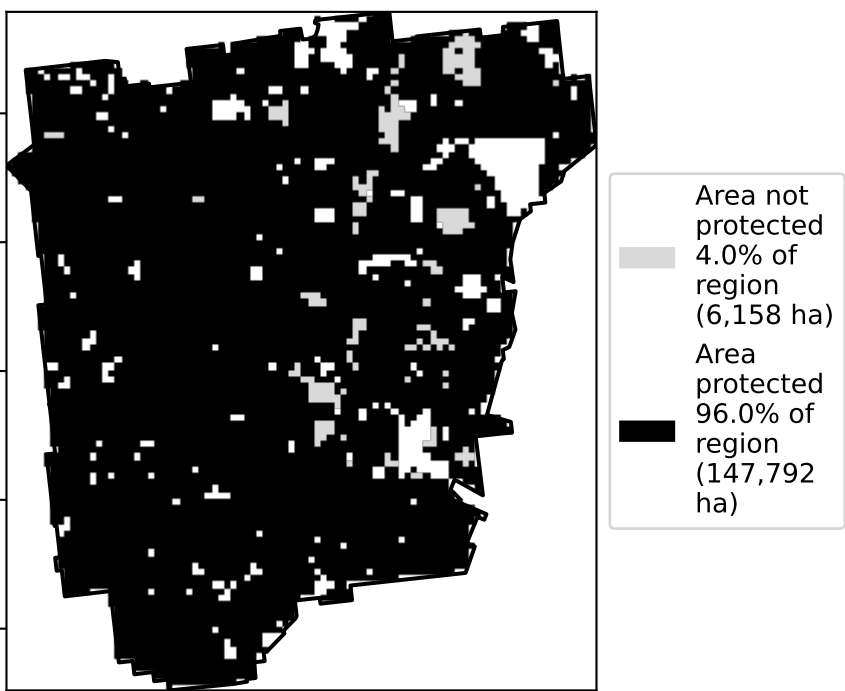 Area not
protected
4.0% of
region
(6,158 ha)
Area
protected
96.0% of
region
(147,792
ha)